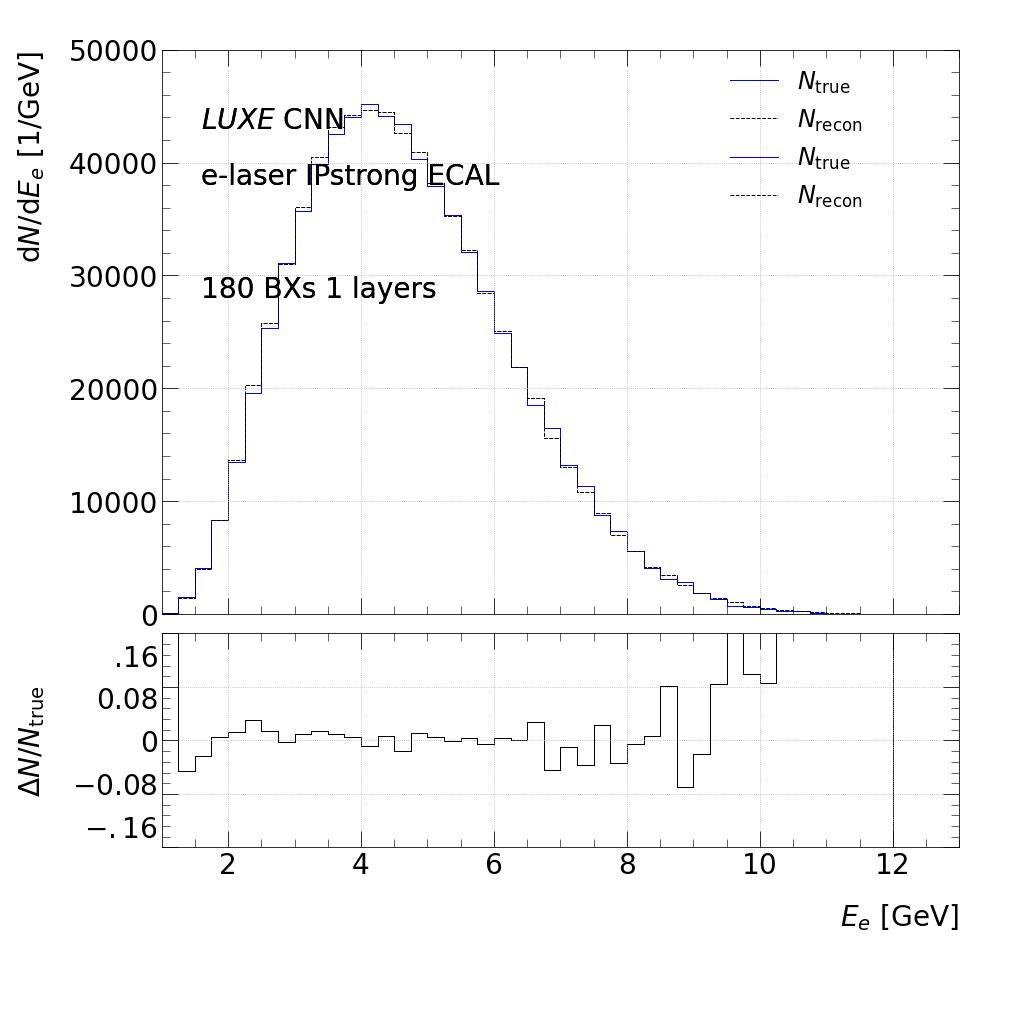 dN/dE_e [1/GeV]
50000
40000
30000
20000
10000
0
LUXE CNN
e-laser IPstrong ECAL
180 BXs 1 layers
N_true
N_recon
N_true
N_recon
ΔN/N_true
.16
0.08
0
−0.08
−.16
2 4 6 8 10 12
E_e [GeV]